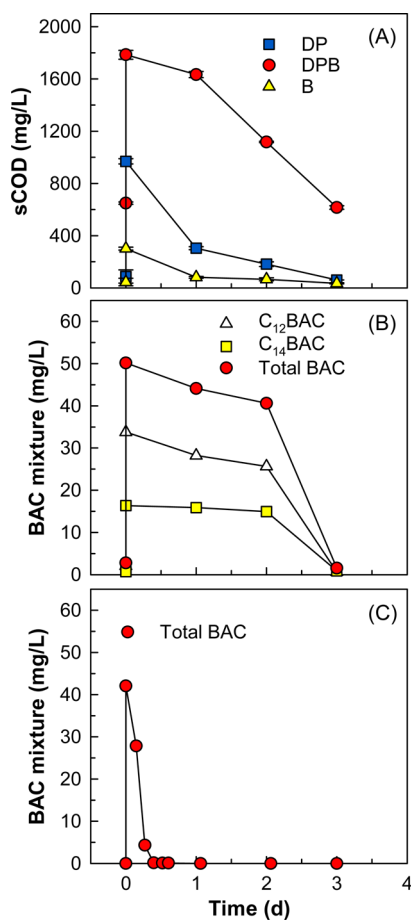 (A)
DP
DPB
B
2000
1600
1200
800
400
0
sCOD (mg/L)
(B)
C₁₂BAC
C₁₄BAC
Total BAC
60
50
40
30
20
10
0
BAC mixture (mg/L)
(C)
Total BAC
60
50
40
30
20
10
0
BAC mixture (mg/L)
0 1 2 3 4
Time (d)